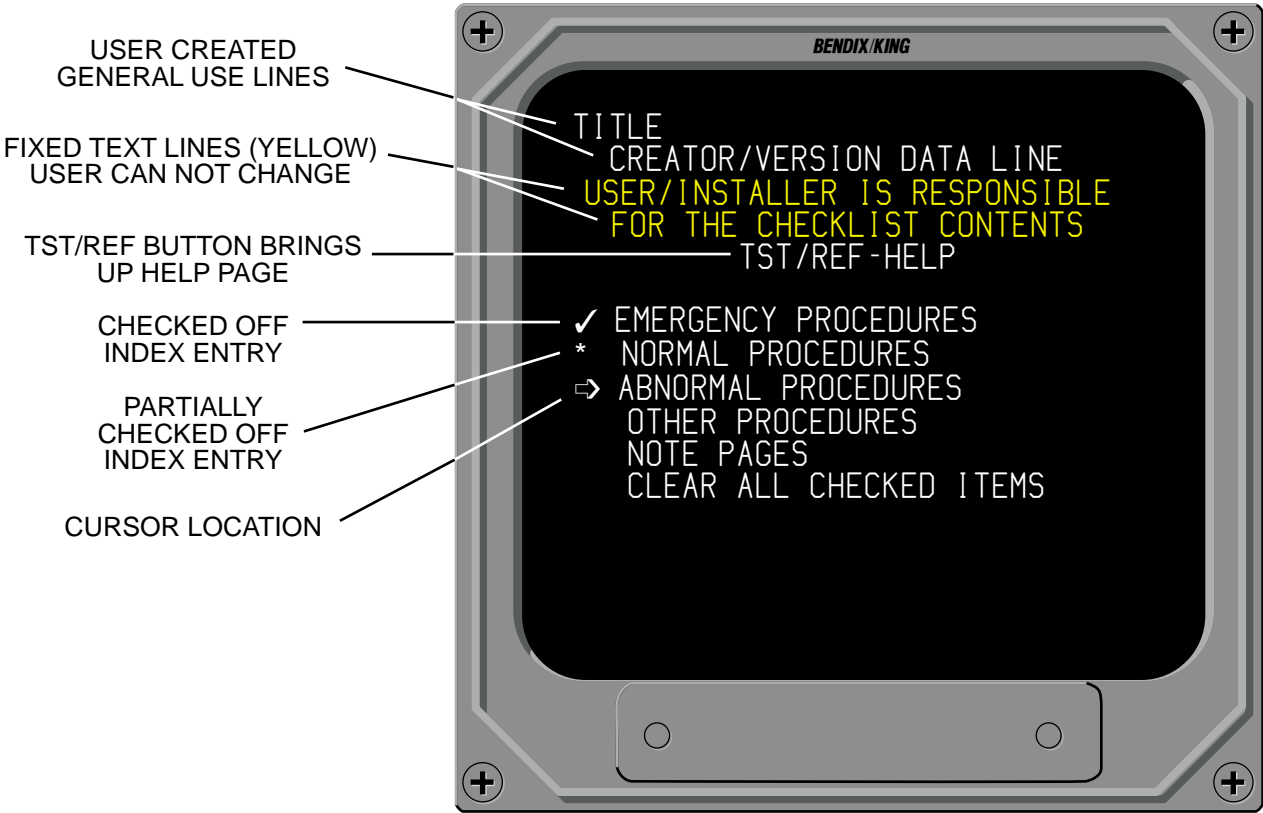 USER CREATED
GENERAL USE LINES
FIXED TEXT LINES (YELLOW)
USER CAN NOT CHANGE
TST/REF BUTTON BRINGS
UP HELP PAGE
CHECKED OFF
INDEX ENTRY
PARTIALLY
CHECKED OFF
INDEX ENTRY
CURSOR LOCATION
BENDIX/KING
TITLE
CREATOR/VERSION DATA LINE
USER/INSTALLER IS RESPONSIBLE
FOR THE CHECKLIST CONTENTS
TST/REF-HELP
✓ EMERGENCY PROCEDURES
* NORMAL PROCEDURES
➩ ABNORMAL PROCEDURES
OTHER PROCEDURES
NOTE PAGES
CLEAR ALL CHECKED ITEMS